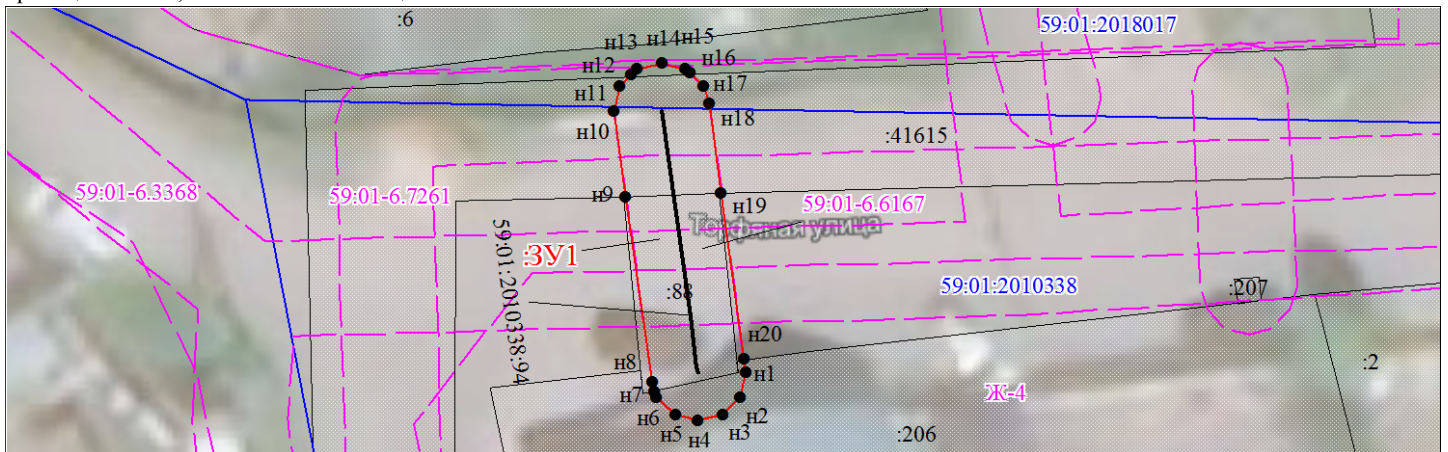 :6
59:01:2018017
н13
н14
н15
н12
н16
н11
н17
н10
н18
:41615
59:01-6.3368
59:01-6.7261
н9
н19
59:01-6.6167
Торфяная улица
:ЗУ1
59:01:2010338:94
:88
59:01:2010338
:207
н20
н8
н1
:2
н7
н2
Ж-4
н6
н5
н4
н3
:206